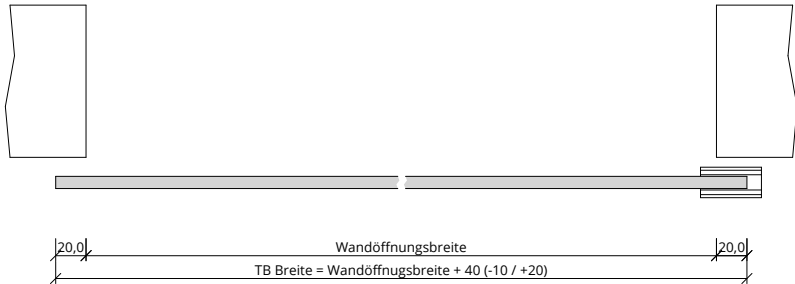 20,0 Wandöffnungsbreite 20,0
TB Breite = Wandöffnugsbreite + 40 (-10 / +20)